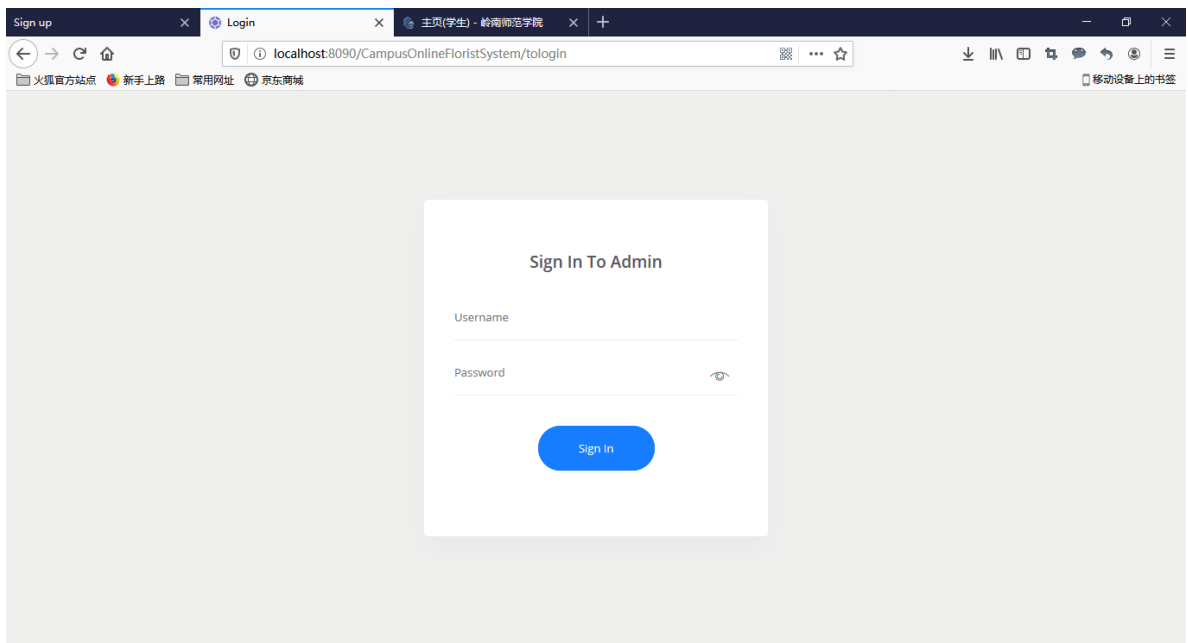 Sign up
Login
主页(学生) - 岭南师范学院
localhost:8090/CampusOnlineFloristSystem/tologin
火狐官方站点 新手上路 常用网址 京东商城
移动设备上的书签
Sign In To Admin
Username
Password
Sign In